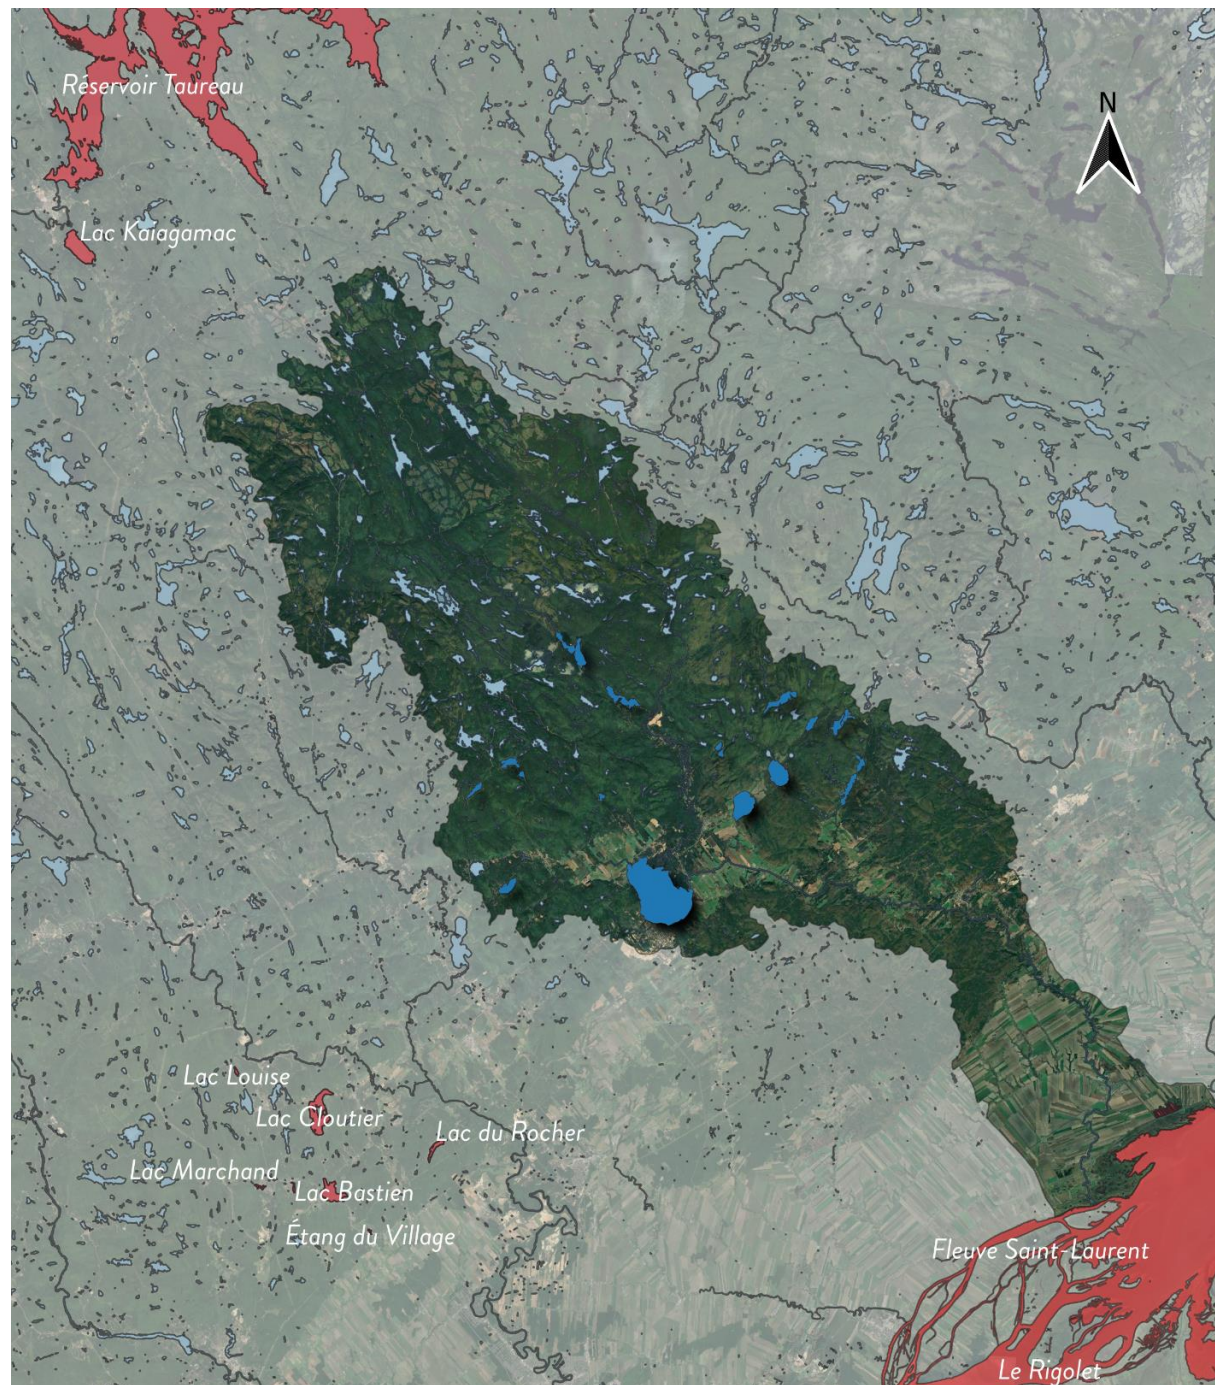 Réservoir Taureau
N
Lac Kaiagamac
Lac Louise
Lac Cloutier
Lac du Rocher
Lac Marchand
Lac Bastien
Étang du Village
Fleuve Saint-Laurent
Le Rigolet